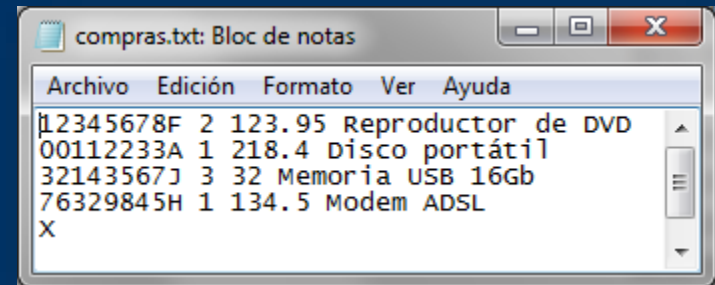 compras.txt: Bloc de notas
Archivo Edición Formato Ver Ayuda
12345678F 2 123.95 Reproductor de DVD
00112233A 1 218.4 Disco portátil
32143567J 3 32 Memoria USB 16Gb
76329845H 1 134.5 Modem ADSL
X